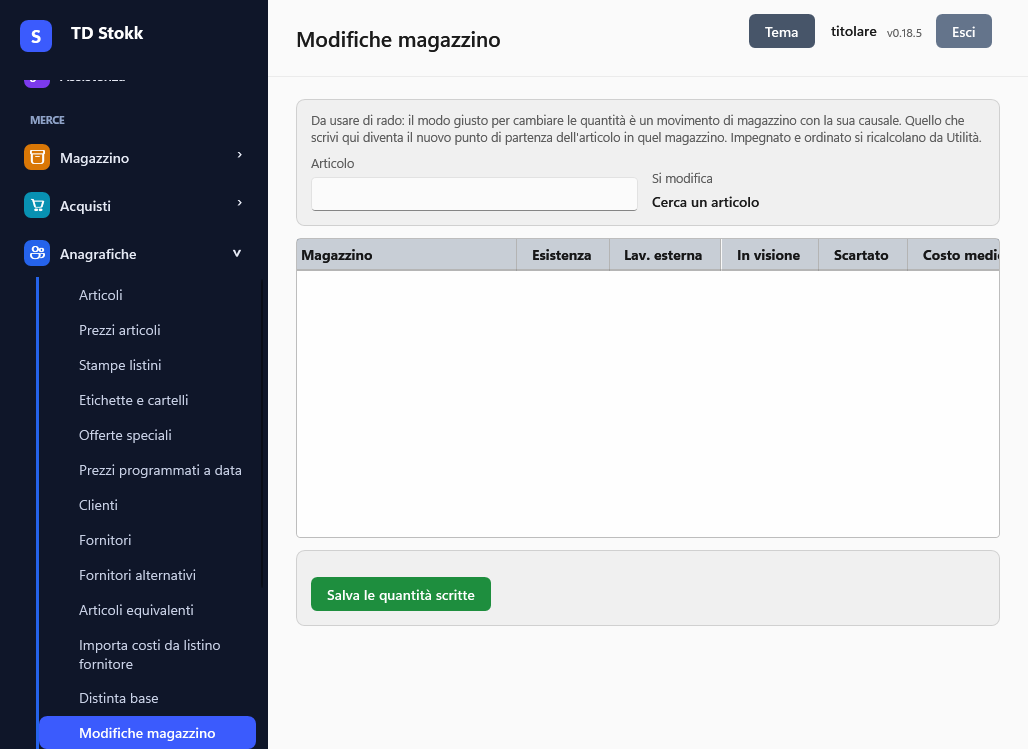 S
TD Stokk
MERCE
Magazzino
Acquisti
Anagrafiche
Articoli
Prezzi articoli
Stampe listini
Etichette e cartelli
Offerte speciali
Prezzi programmati a data
Clienti
Fornitori
Fornitori alternativi
Articoli equivalenti
Importa costi da listino
fornitore
Distinta base
Modifiche magazzino
Modifiche magazzino
Tema
titolare
v0.18.5
Esci
Da usare di rado: il modo giusto per cambiare le quantità è un movimento di magazzino con la sua causale. Quello che
scrivi qui diventa il nuovo punto di partenza dell'articolo in quel magazzino. Impegnato e ordinato si ricalcolano da Utilità.
Articolo
Si modifica
Cerca un articolo
Magazzino Esistenza Lav. esterna In visione Scartato Costo medi
Salva le quantità scritte